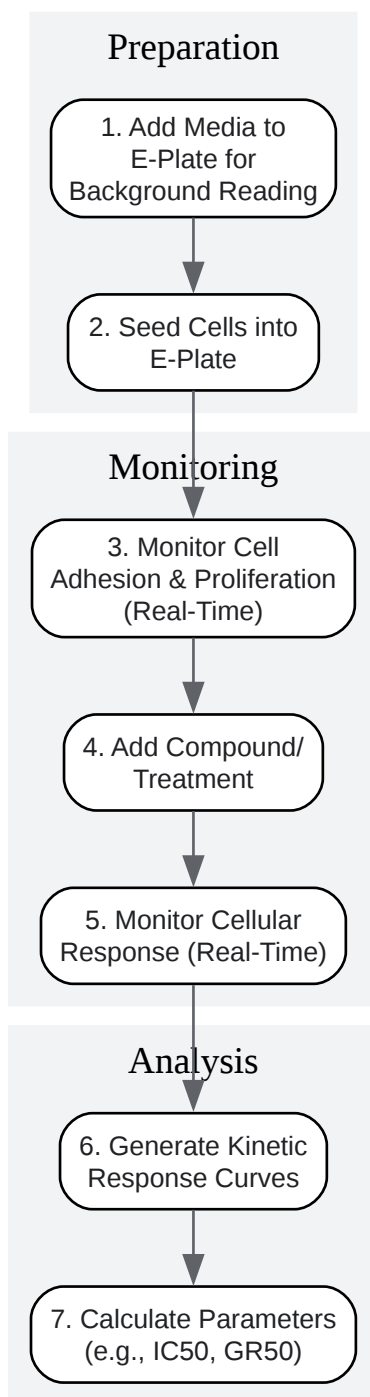 Preparation
1. Add Media to
E-Plate for
Background Reading
2. Seed Cells into
E-Plate
Monitoring
3. Monitor Cell
Adhesion & Proliferation
(Real-Time)
4. Add Compound/
Treatment
5. Monitor Cellular
Response (Real-Time)
Analysis
6. Generate Kinetic
Response Curves
7. Calculate Parameters
(e.g., IC50, GR50)